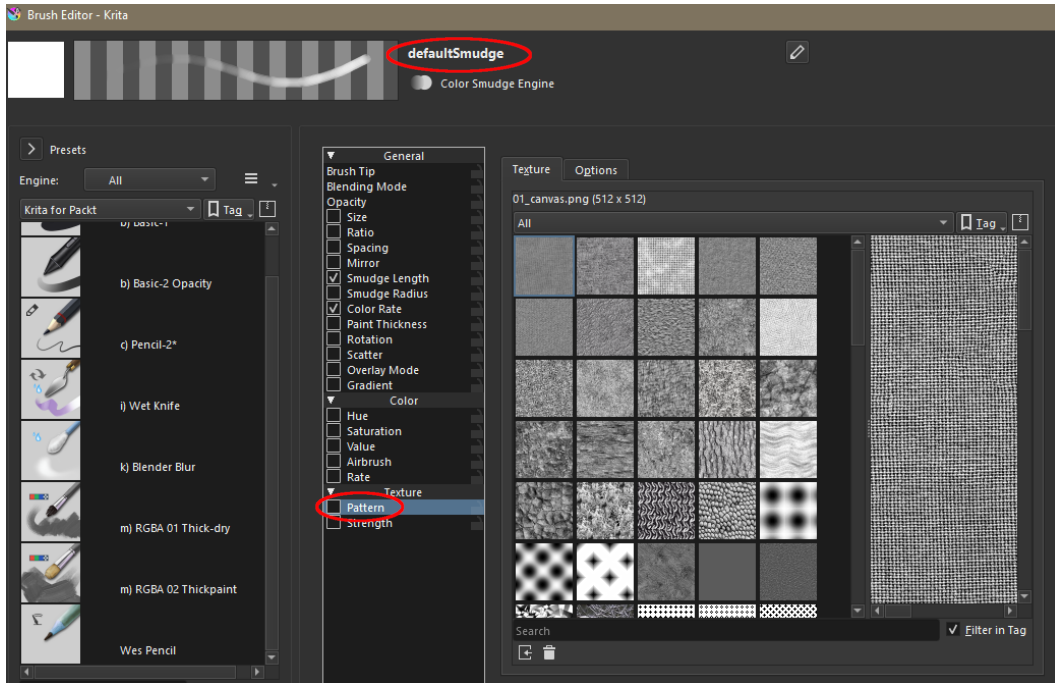 Brush Editor - Krita
defaultSmudge
Color Smudge Engine
Presets
Engine: All
Krita for Packt Tag
b) Basic-1
b) Basic-2 Opacity
c) Pencil-2*
i) Wet Knife
k) Blender Blur
m) RGBA 01 Thick-dry
m) RGBA 02 Thickpaint
Wes Pencil
General
Brush Tip
Blending Mode
Opacity
Size
Ratio
Spacing
Mirror
Smudge Length
Smudge Radius
Color Rate
Paint Thickness
Rotation
Scatter
Overlay Mode
Gradient
Color
Hue
Saturation
Value
Airbrush
Rate
Texture
Pattern
Strength
Texture Options
01_canvas.png (512 x 512)
All Tag
Search
Filter in Tag